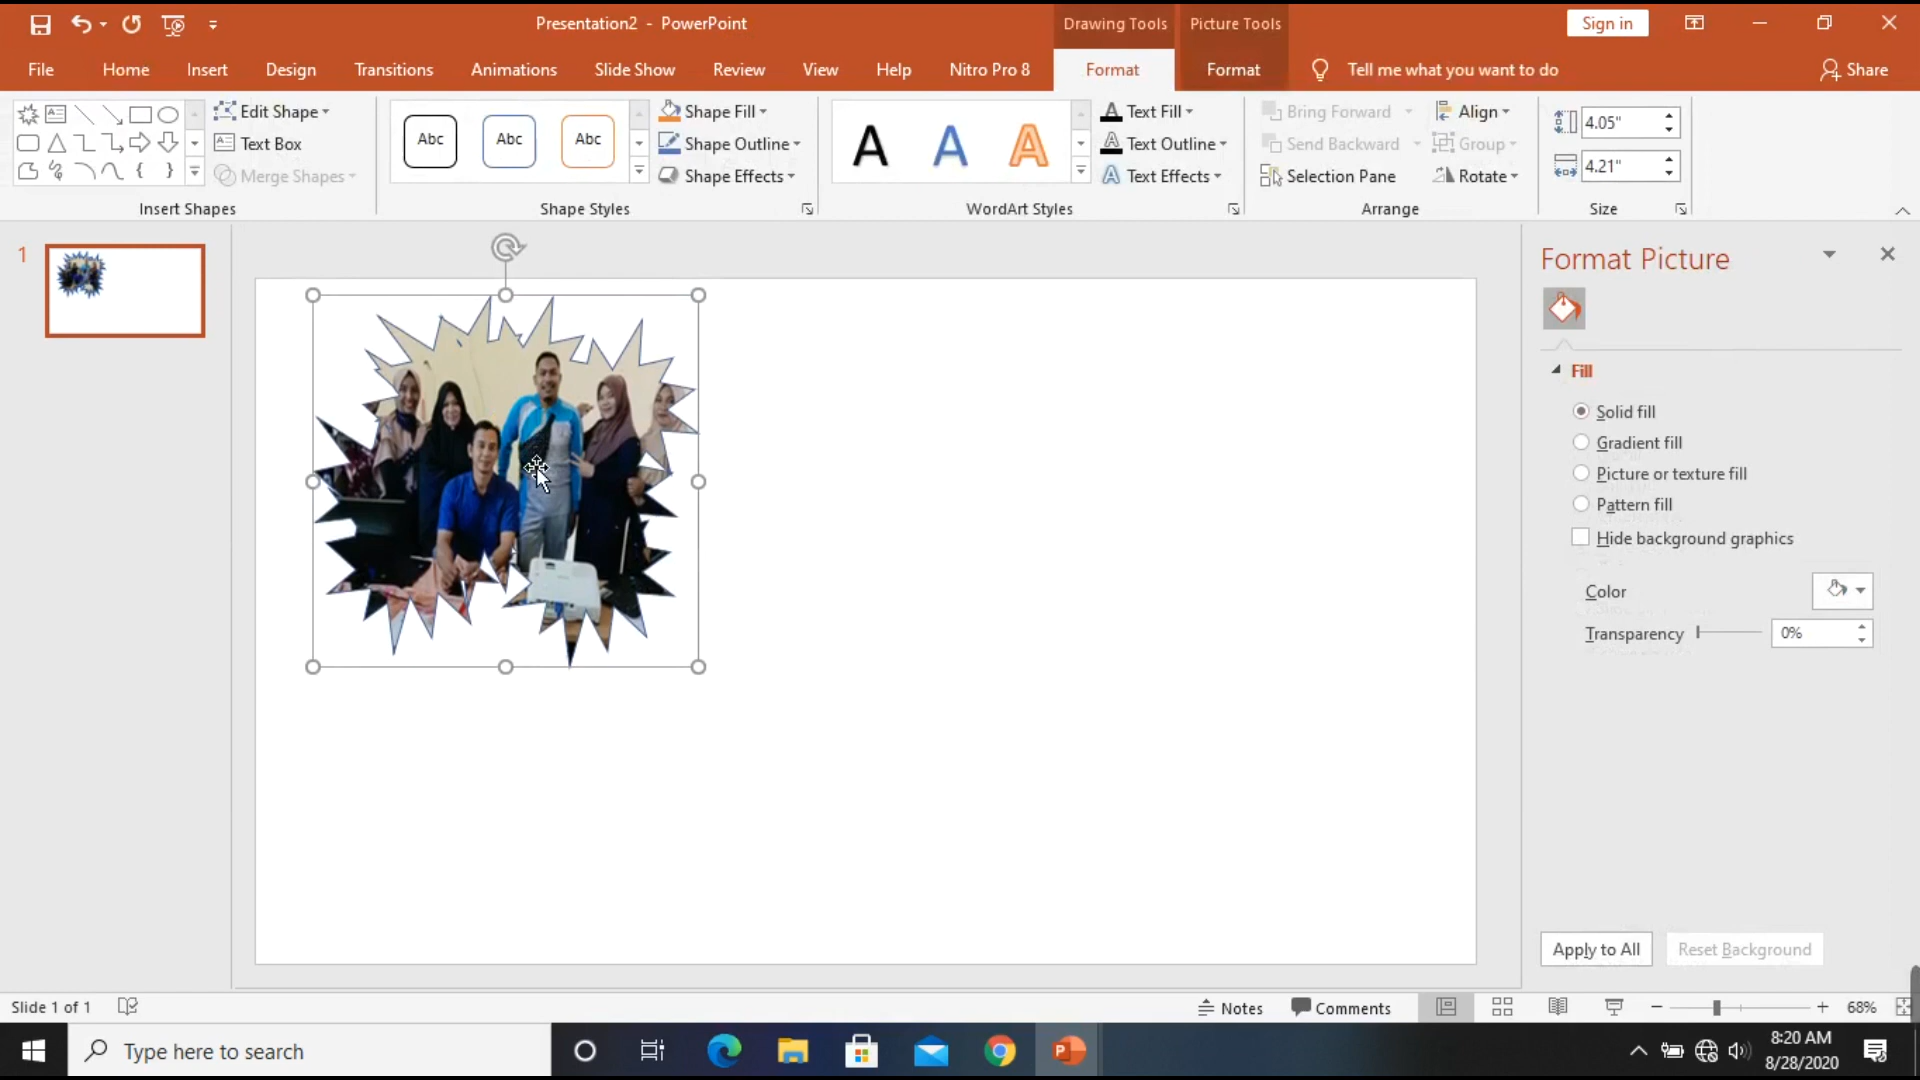 Presentation2 - PowerPoint
Drawing Tools
Picture Tools
Sign in
File
Home
Insert
Design
Transitions
Animations
Slide Show
Review
View
Help
Nitro Pro 8
Format
Format
Tell me what you want to do
Share
Edit Shape
Text Box
Merge Shapes
Insert Shapes
Abc
Abc
Abc
Shape Fill
Shape Outline
Shape Effects
Shape Styles
A
A
A
Text Fill
Text Outline
Text Effects
WordArt Styles
Bring Forward
Send Backward
Selection Pane
Align
Group
Rotate
Arrange
4.05"
4.21"
Size
1
Format Picture
Fill
Solid fill
Gradient fill
Picture or texture fill
Pattern fill
Hide background graphics
Color
Transparency
0%
Apply to All
Reset Background
Slide 1 of 1
Notes
Comments
68%
Type here to search
8:20 AM
8/28/2020